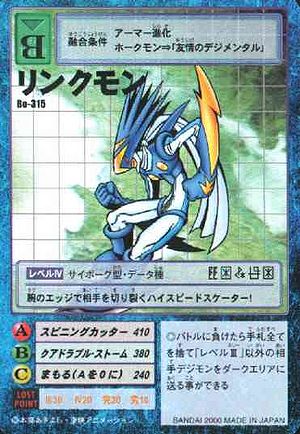 B
融合条件
アーマー進化
ホークモン⇒「友情のデジメンタル」
リンクモン
Bo-315
レベルⅣ サイボーグ型・データ種
腕のエッジで相手を切り裂くハイスピードスケーター!
A スピニングカッター 410
B クアドラブル・ストーム 380
C まもる(Aを0に) 240
LOST POINT
◎バトルに負けたら手札全て
を捨て「レベルⅢ」以外の相
手デジモンをダークエリアに
送る事ができる
BANDAI 2000 MADE IN JAPAN